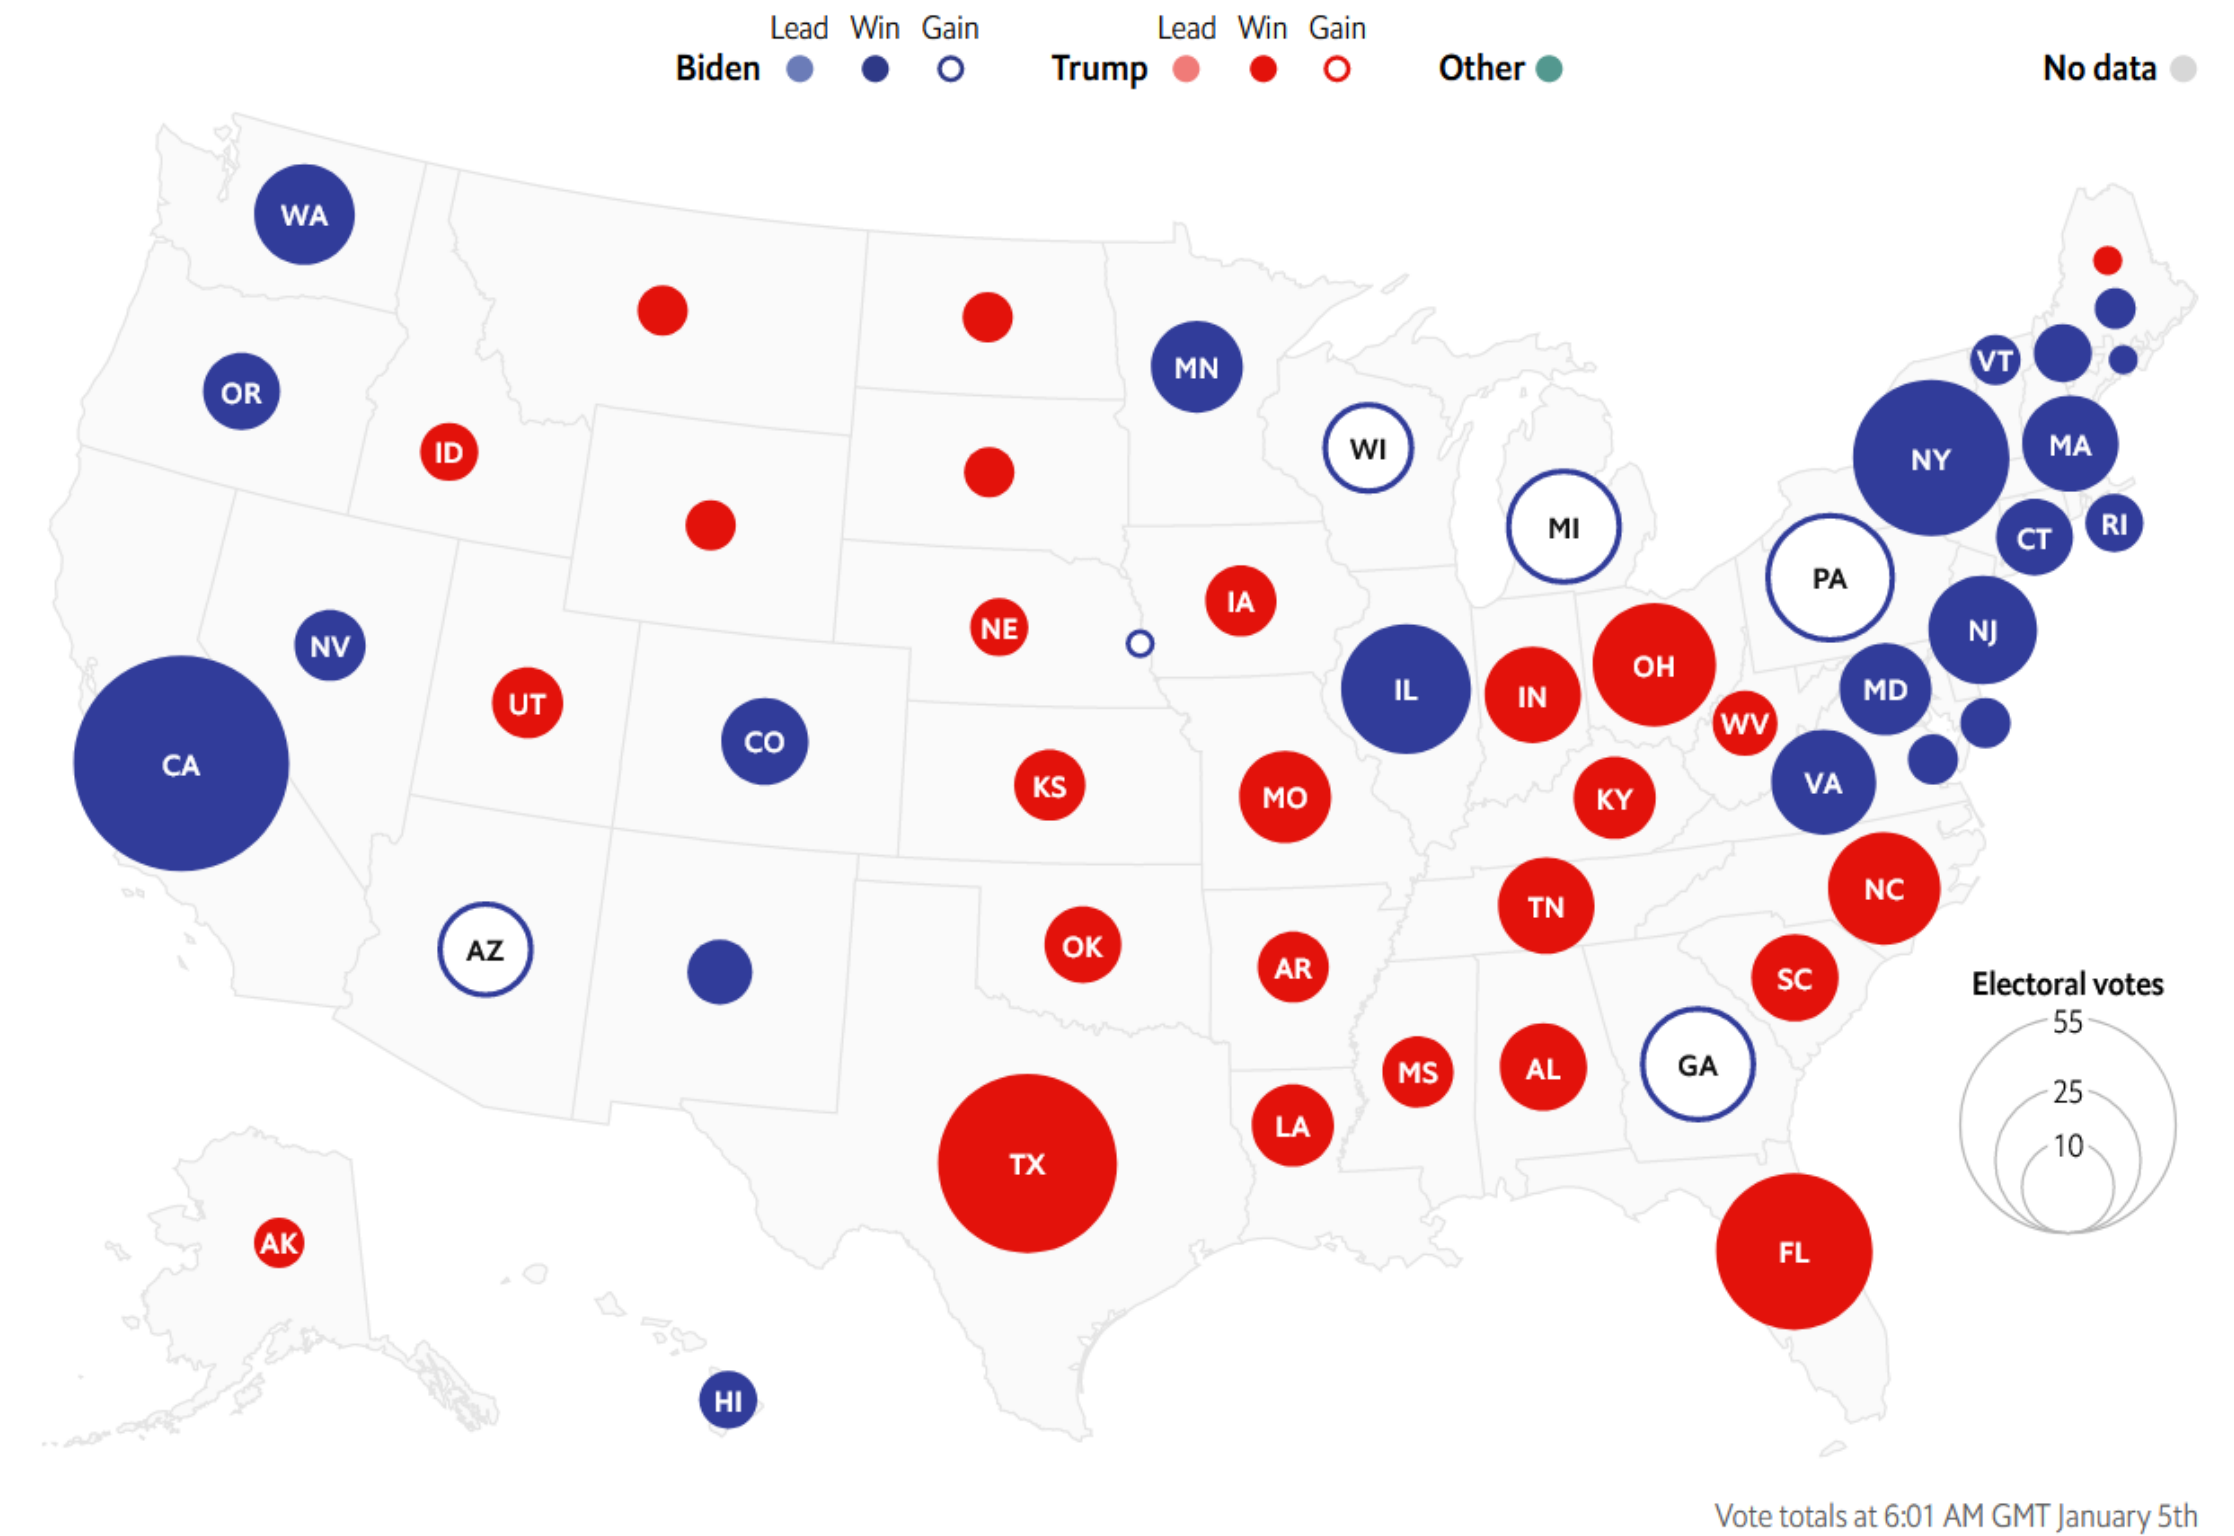 Lead Win Gain Lead Win Gain
Biden Trump Other No data
WA
MN
VT
OR
WI
MA
ID
NY
MI
RI
CT
PA
IA
NE
NJ
NV
OH
IL
MD
IN
UT
WV
CO
CA
VA
KS
MO
KY
NC
TN
OK
AZ
AR
SC
Electoral votes
55
GA
AL
MS
25
LA
10
TX
AK
FL
HI
Vote totals at 6:01 AM GMT January 5th